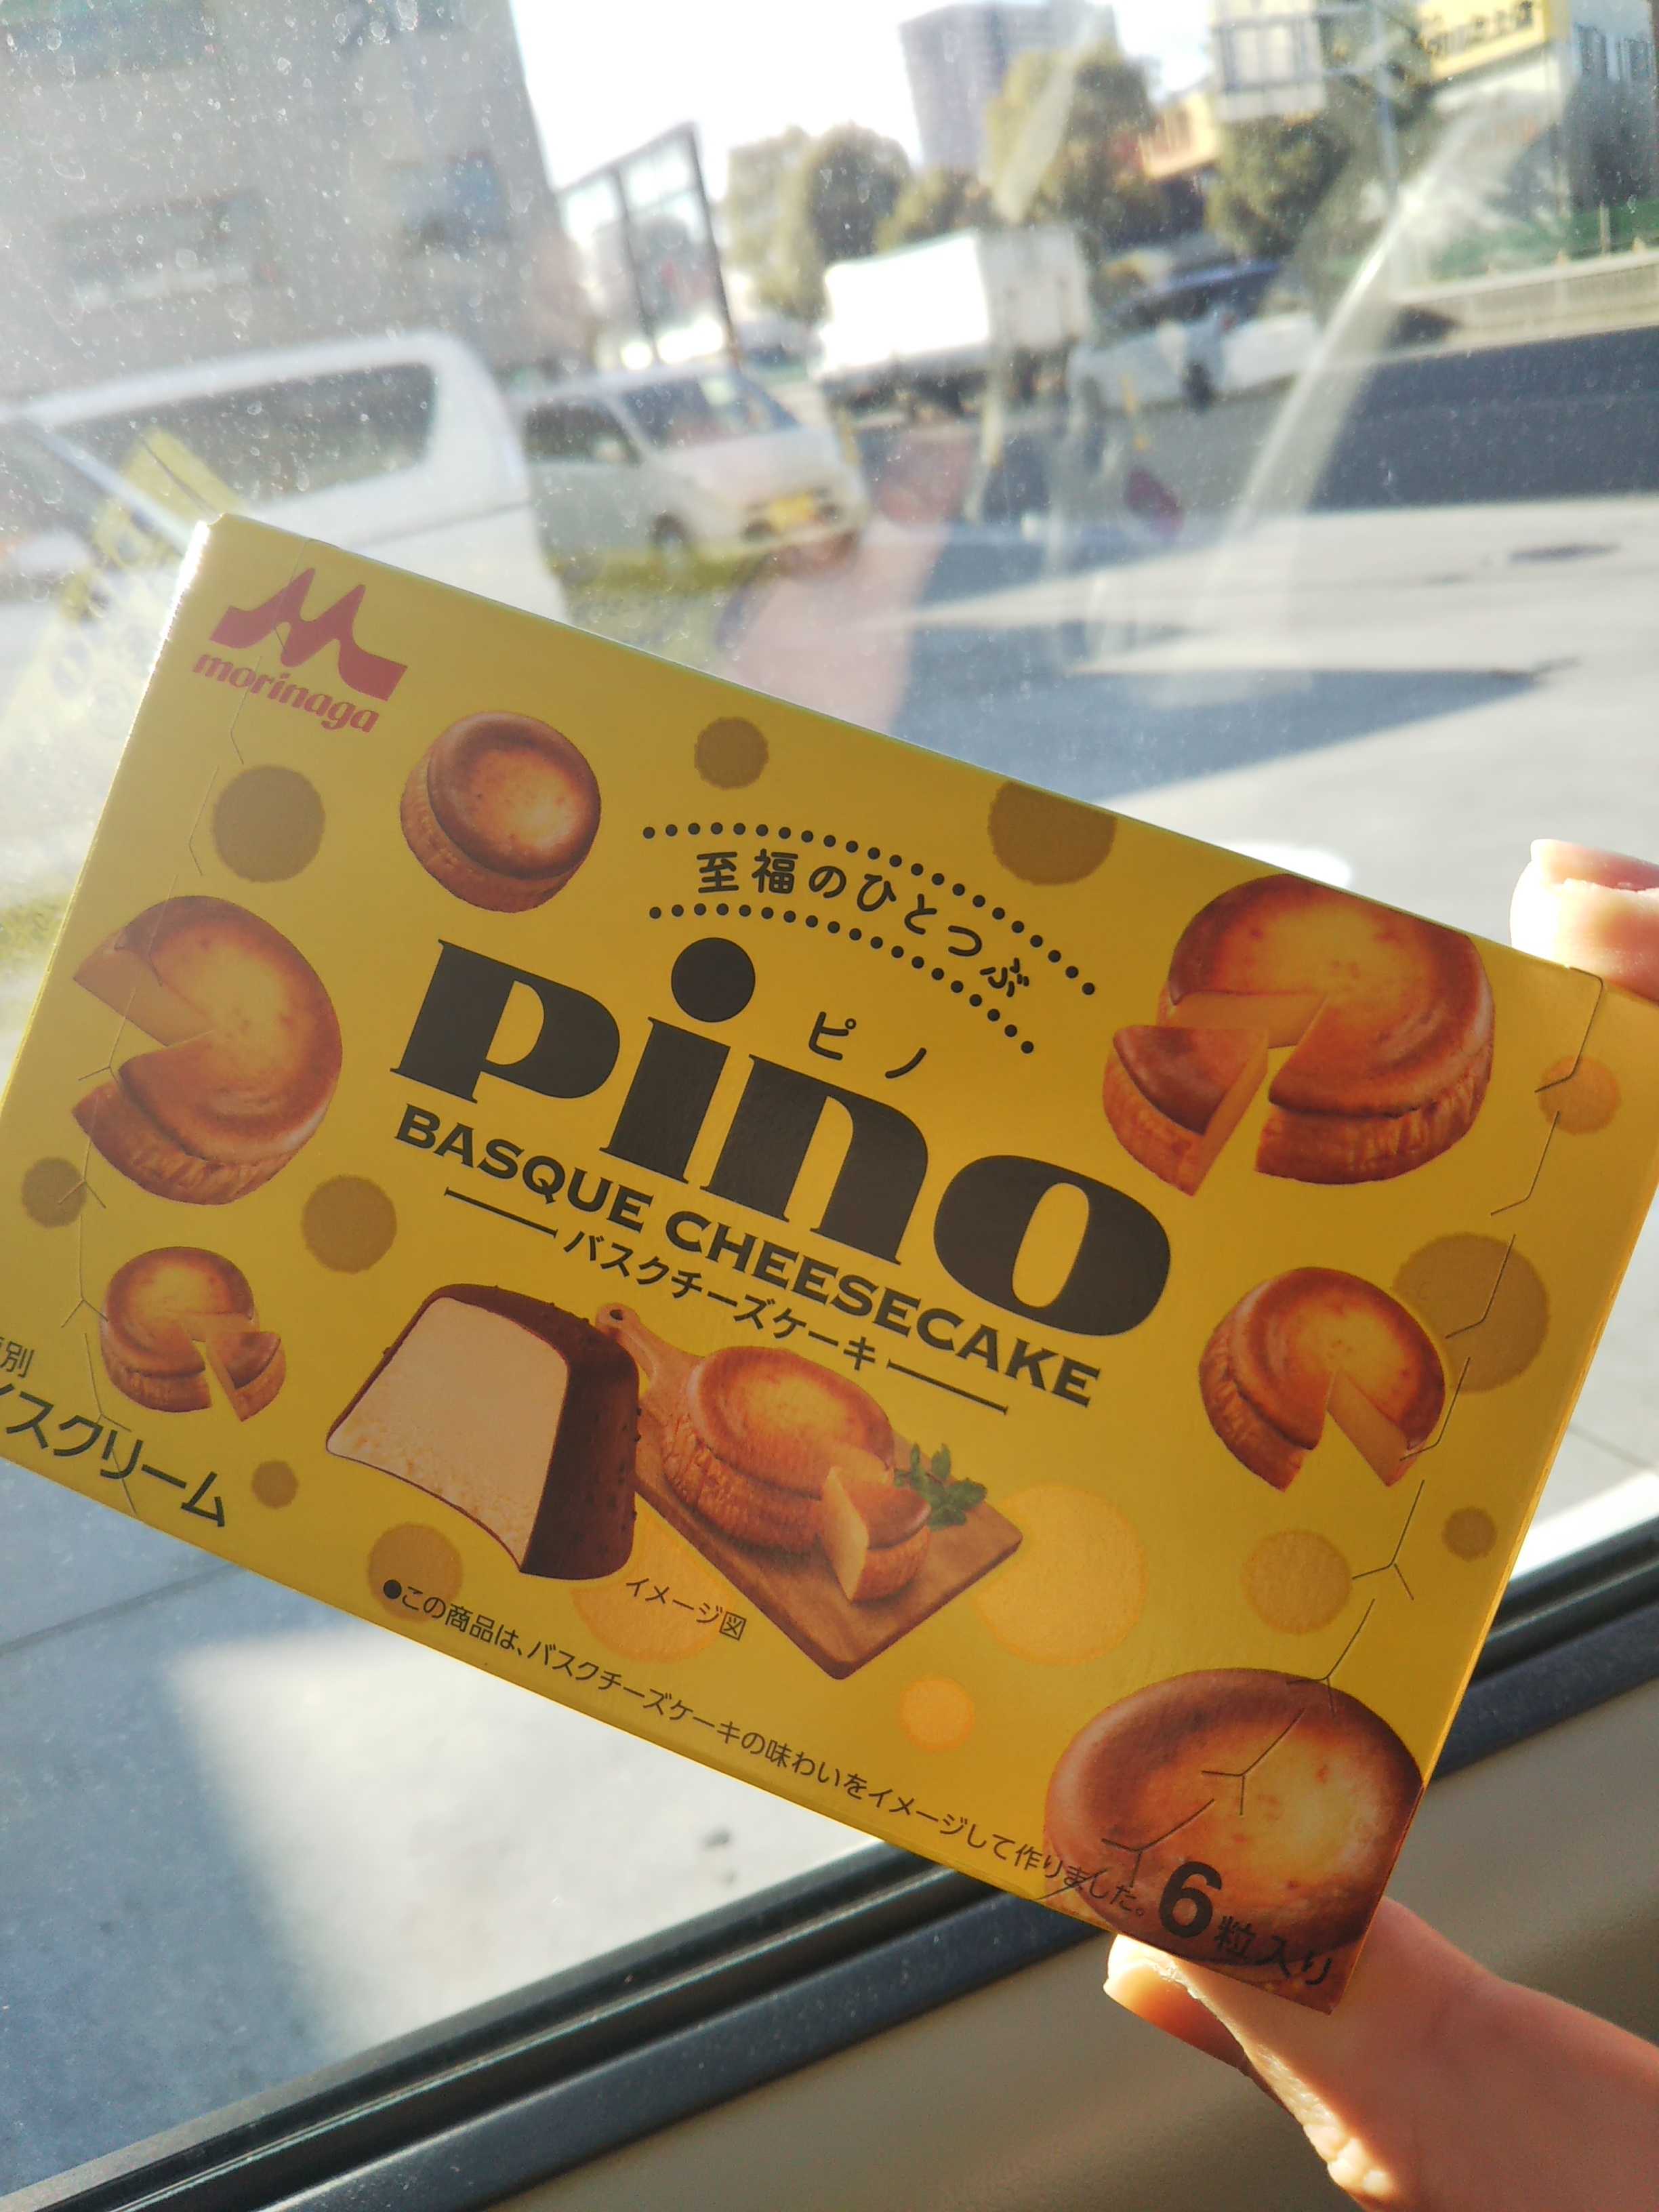 morinaga
至福のひとつぶ
ピノ
pino
BASQUE CHEESECAKE
バスクチーズケーキ
イメージ図
別
イスクリーム
●この商品は、バスクチーズケーキの味わいをイメージして作りました。
6粒入り